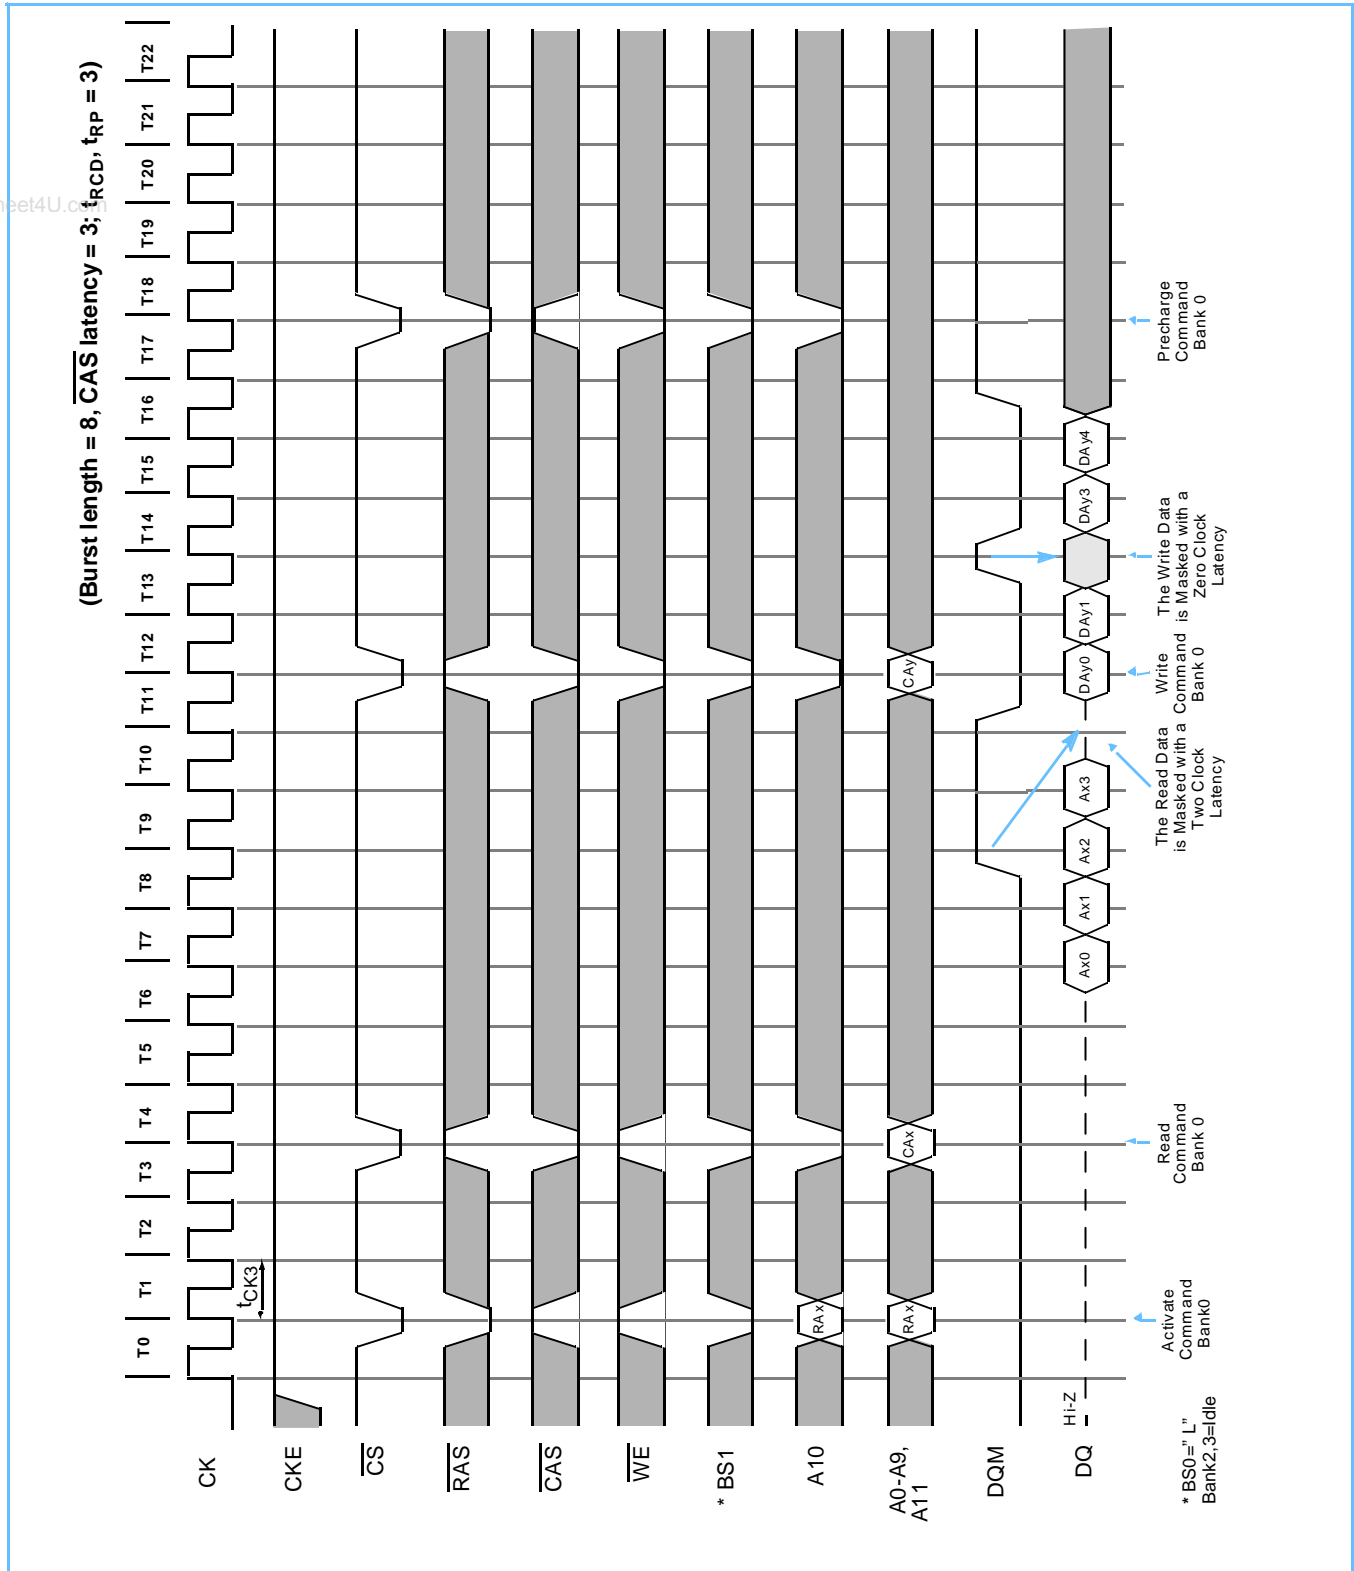 (Burst length = 8, CAS latency = 3; tRCD, tRP = 3)
T0 T1 T2 T3 T4 T5 T6 T7 T8 T9 T10 T11 T12 T13 T14 T15 T16 T17 T18 T19 T20 T21 T22
CK
tCK3
CKE
CS
RAS
CAS
WE
* BS1
A10
RAx
A0-A9,
A11
RAx CAx CAy
DQM
DQ
Hi-Z
Ax0 Ax1 Ax2 Ax3 DAy0 DAy1 DAy3 DAy4
Activate
Command
Bank0
Read
Command
Bank 0
The Read Data
is Masked with a
Two Clock
Latency
Write
Command
Bank 0
The Write Data
is Masked with a
Zero Clock
Latency
Precharge
Command
Bank 0
* BS0=" L"
Bank2,3=Idle
eet4U.com